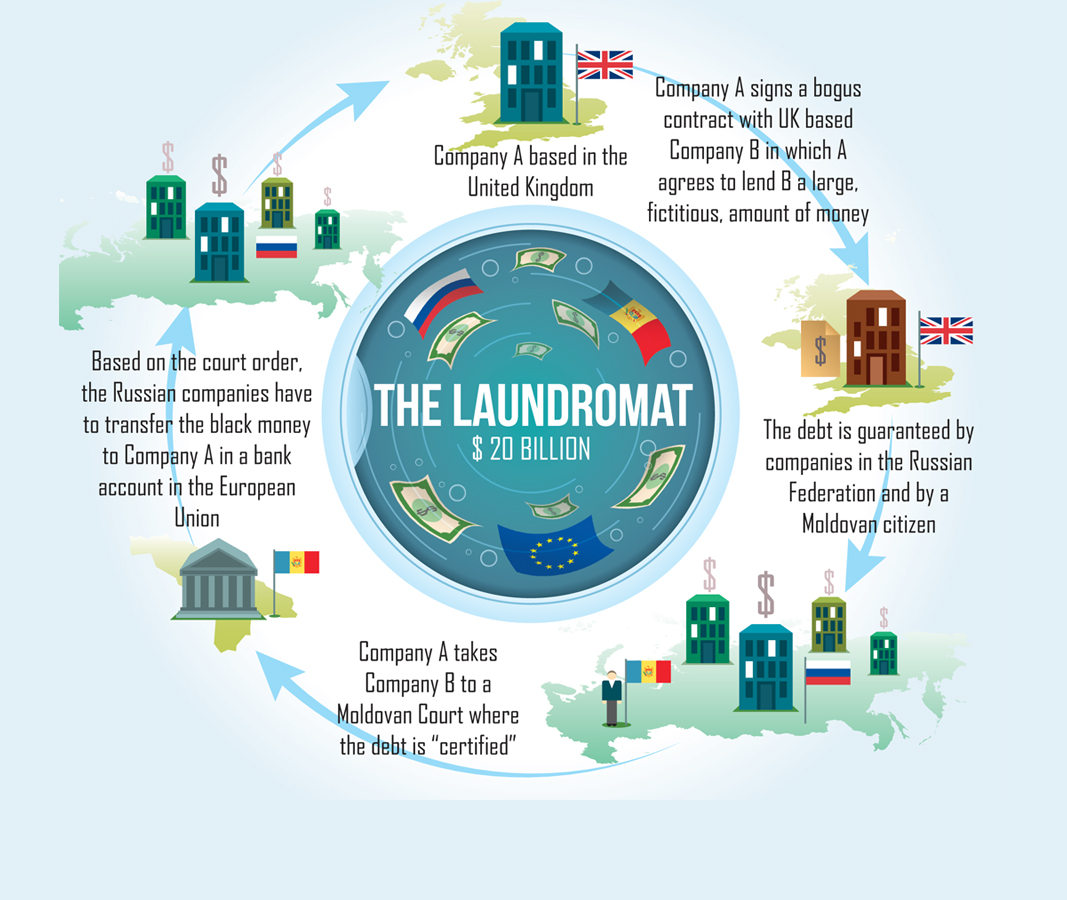 Company A based in the
United Kingdom
Company A signs a bogus
contract with UK based
Company B in which A
agrees to lend B a large,
fictitious, amount of money
The debt is guaranteed by
companies in the Russian
Federation and by a
Moldovan citizen
Company A takes
Company B to a
Moldovan Court where
the debt is “certified”
Based on the court order,
the Russian companies have
to transfer the black money
to Company A in a bank
account in the European
Union
THE LAUNDROMAT
$ 20 BILLION